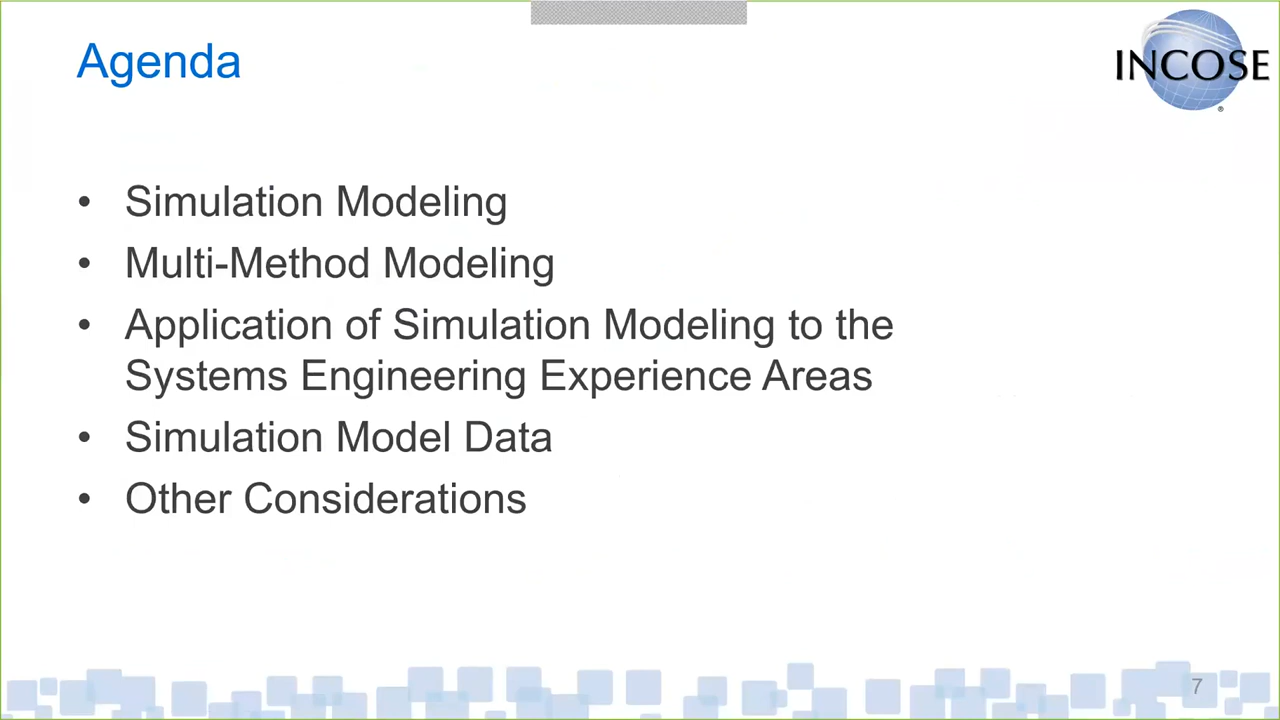 Agenda
INCOSE
®
• Simulation Modeling
• Multi-Method Modeling
• Application of Simulation Modeling to the
Systems Engineering Experience Areas
• Simulation Model Data
• Other Considerations
7